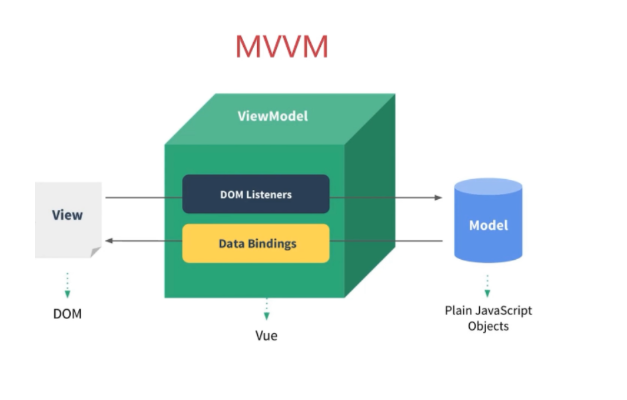 MVVM
ViewModel
DOM Listeners
View
Data Bindings
Model
DOM
Vue
Plain JavaScript
Objects